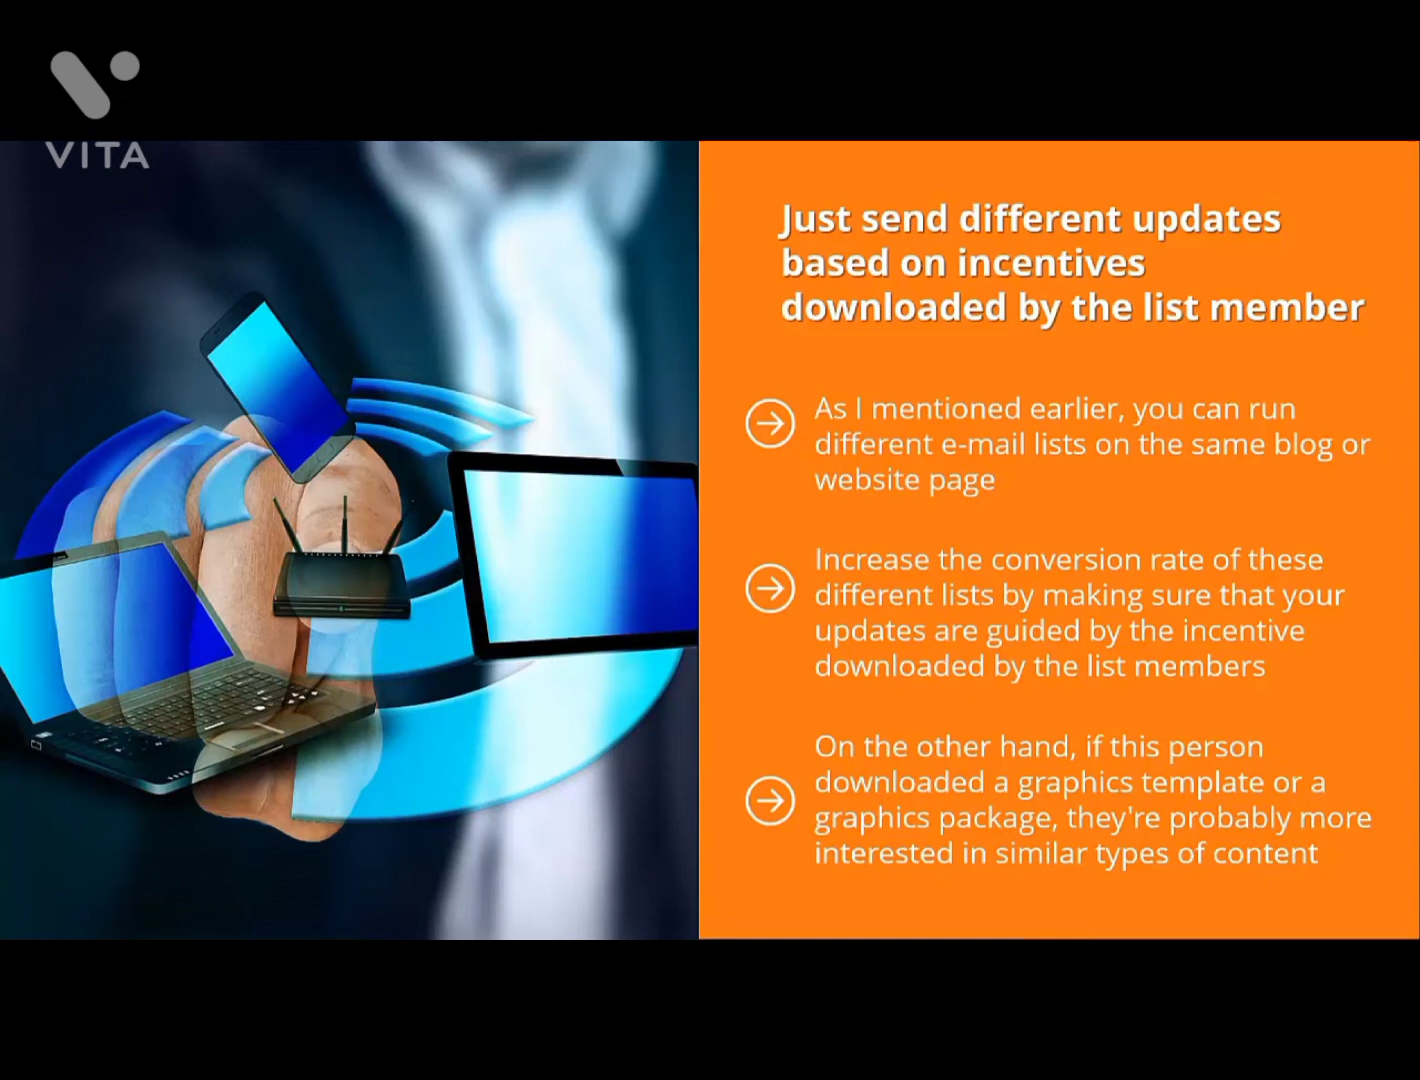 VITA
Just send different updates
based on incentives
downloaded by the list member
As I mentioned earlier, you can run
different e-mail lists on the same blog or
website page
Increase the conversion rate of these
different lists by making sure that your
updates are guided by the incentive
downloaded by the list members
On the other hand, if this person
downloaded a graphics template or a
graphics package, they're probably more
interested in similar types of content